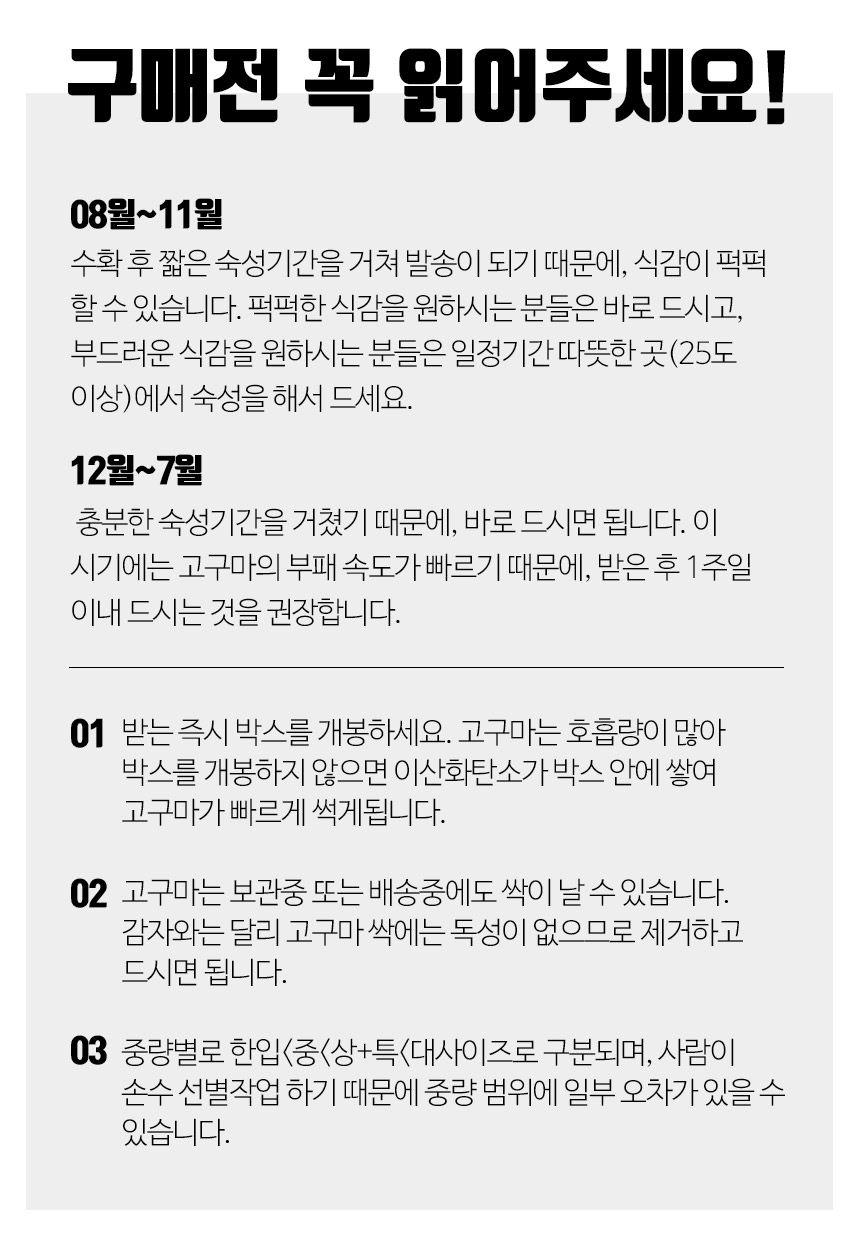 구매전 꼭 읽어주세요!
08월~11월
수확 후 짧은 숙성기간을 거쳐 발송이 되기 때문에, 식감이 퍽퍽
할 수 있습니다. 퍽퍽한 식감을 원하시는 분들은 바로 드시고,
부드러운 식감을 원하시는 분들은 일정기간 따뜻한 곳(25도
이상)에서 숙성을 해서 드세요.
12월~7월
충분한 숙성기간을 거쳤기 때문에, 바로 드시면 됩니다. 이
시기에는 고구마의 부패 속도가 빠르기 때문에, 받은 후 1주일
이내 드시는 것을 권장합니다.
01 받는 즉시 박스를 개봉하세요. 고구마는 호흡량이 많아
박스를 개봉하지 않으면 이산화탄소가 박스 안에 쌓여
고구마가 빠르게 썩게됩니다.
02 고구마는 보관중 또는 배송중에도 싹이 날 수 있습니다.
감자와는 달리 고구마 싹에는 독성이 없으므로 제거하고
드시면 됩니다.
03 중량별로 한입<중<상+특<대사이즈로 구분되며, 사람이
손수 선별작업 하기 때문에 중량 범위에 일부 오차가 있을 수
있습니다.